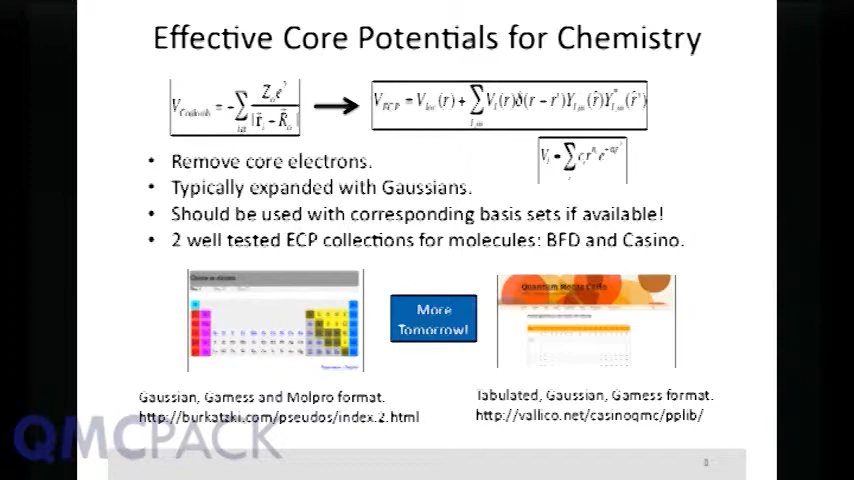 Effective Core Potentials for Chemistry
• Remove core electrons.
• Typically expanded with Gaussians.
• Should be used with corresponding basis sets if available!
• 2 well tested ECP collections for molecules: BFD and Casino.
Quantum Monte Carlo
More
Tomorrow!
Gaussian, Gamess and Molpro format.
http://burkatzki.com/pseudos/index.2.html
Tabulated, Gaussian, Gamess format.
http://vallico.net/casinoqmc/pplib/
QMCPACK